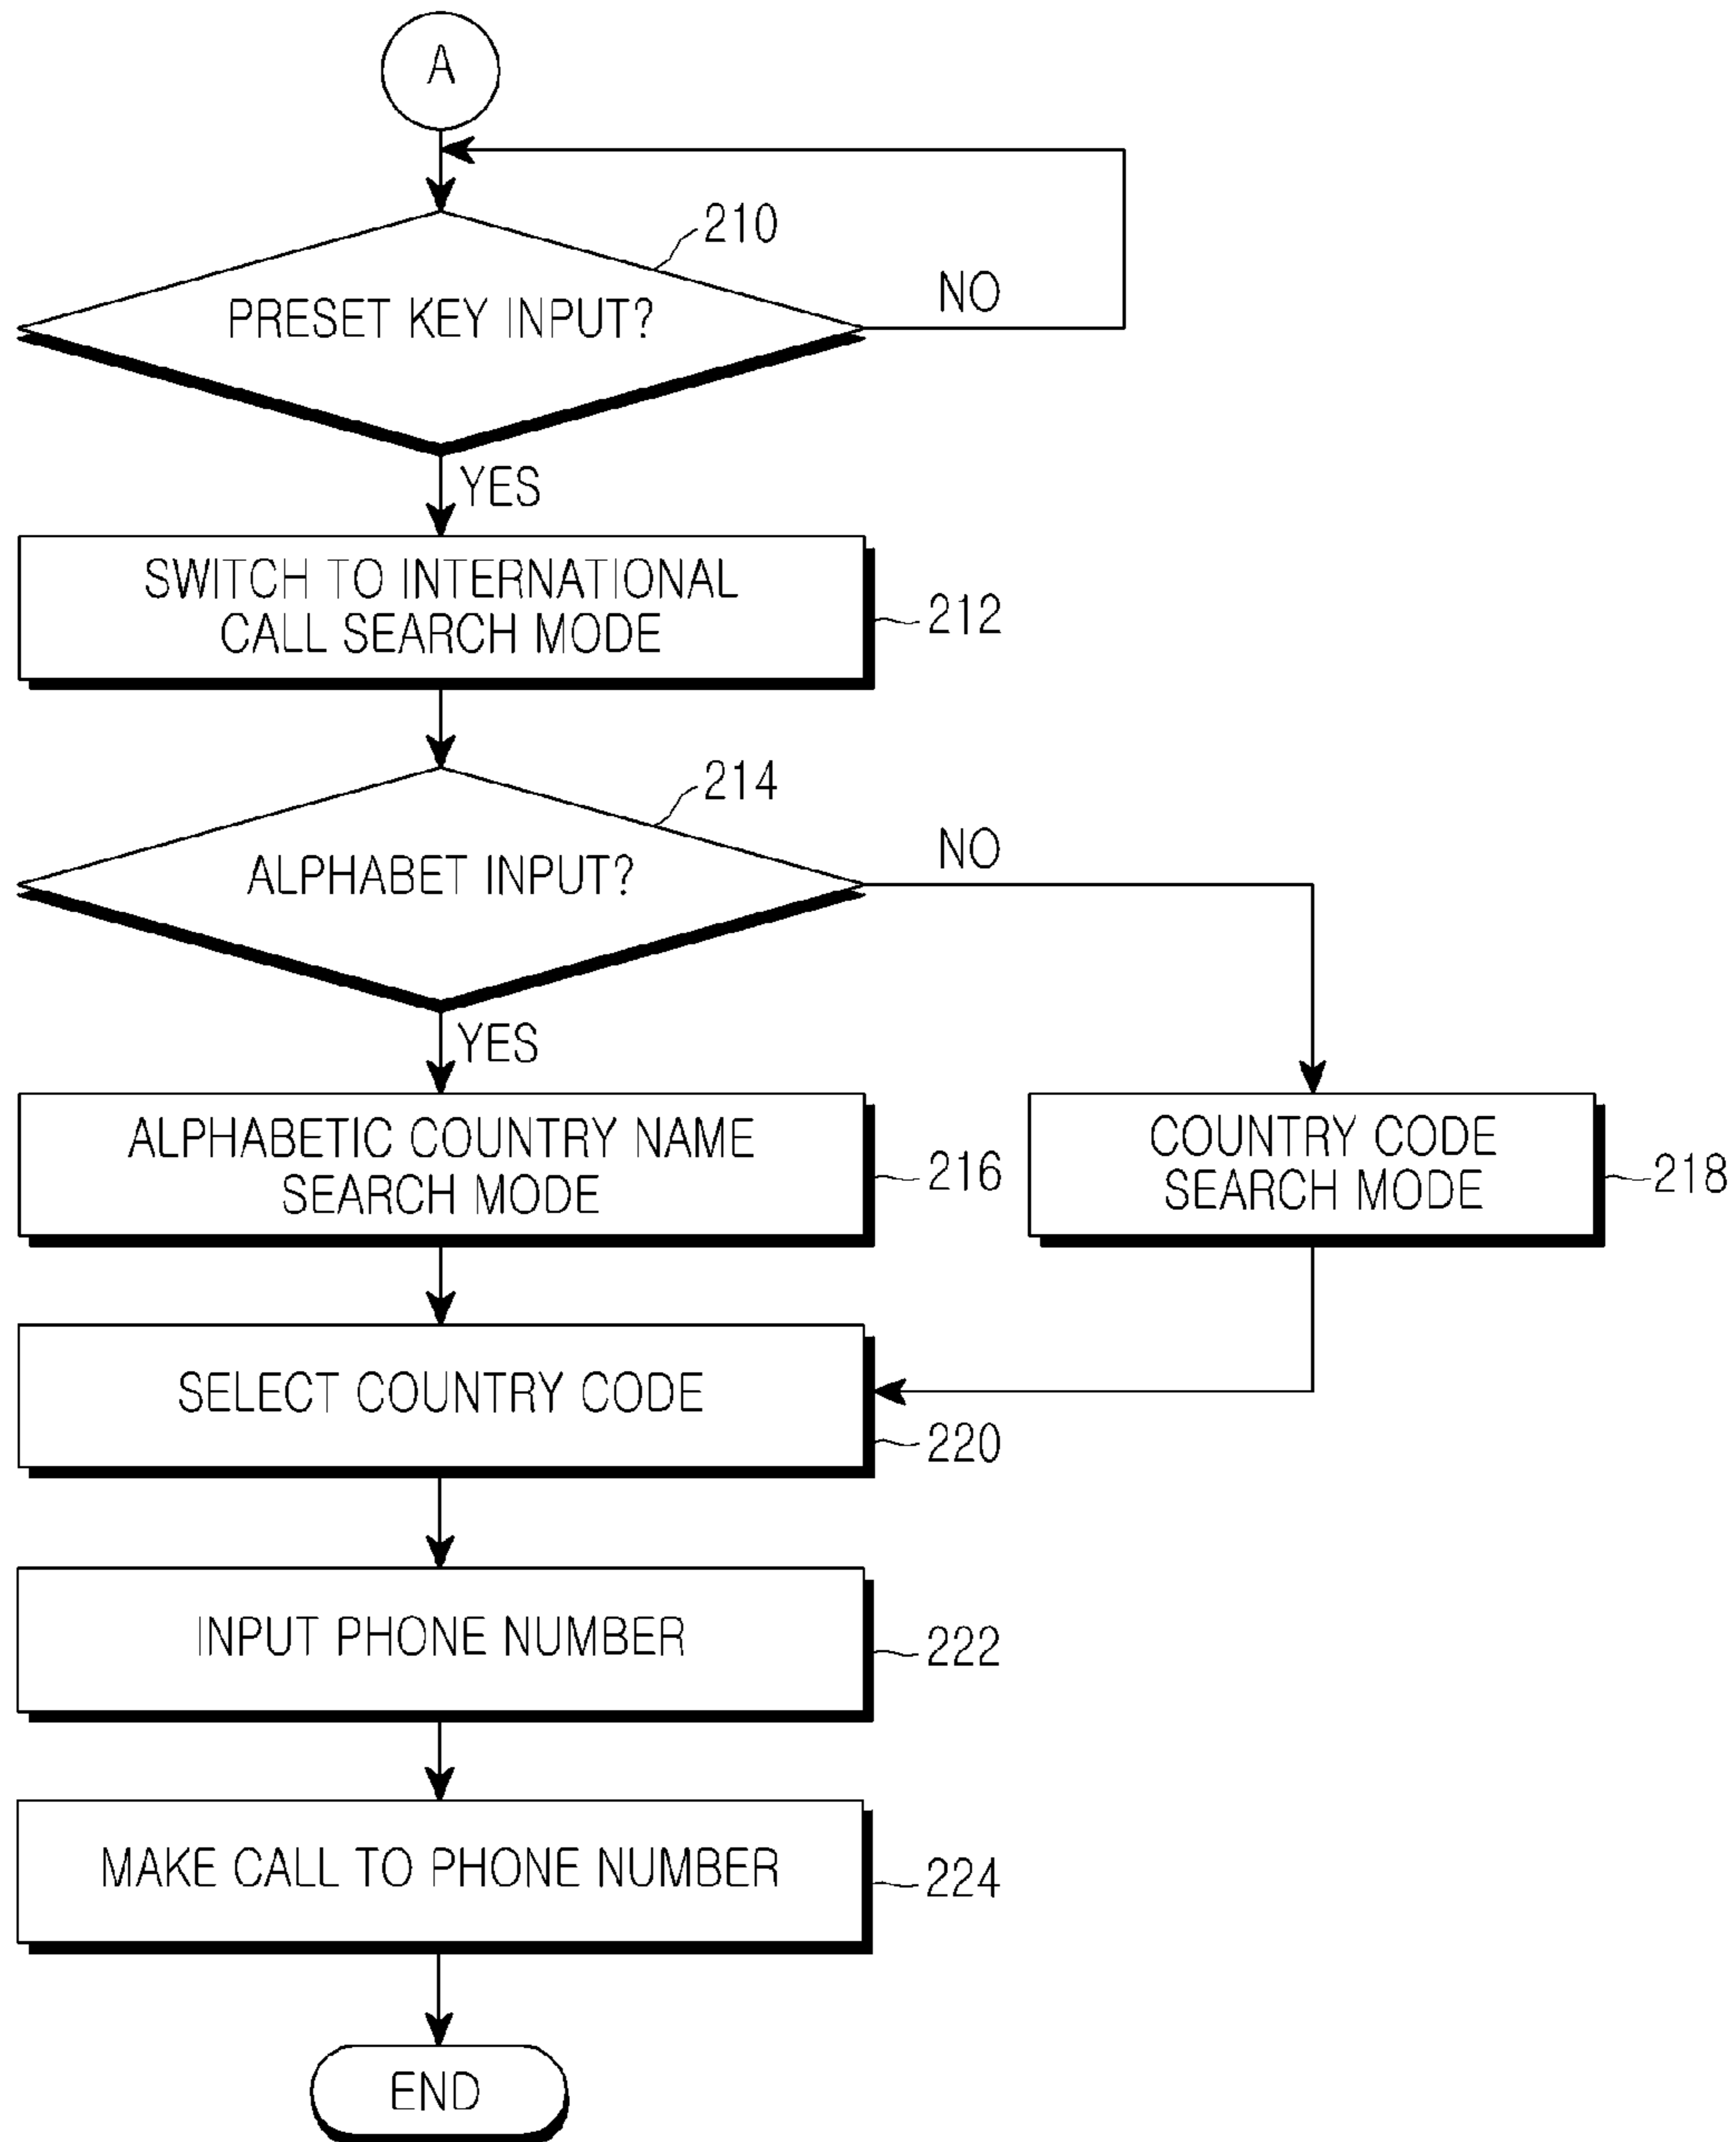 A
210
PRESET KEY INPUT?
NO
YES
SWITCH TO INTERNATIONAL
CALL SEARCH MODE
212
214
ALPHABET INPUT?
NO
YES
ALPHABETIC COUNTRY NAME
SEARCH MODE
216
COUNTRY CODE
SEARCH MODE
218
SELECT COUNTRY CODE
220
INPUT PHONE NUMBER
222
MAKE CALL TO PHONE NUMBER
224
END